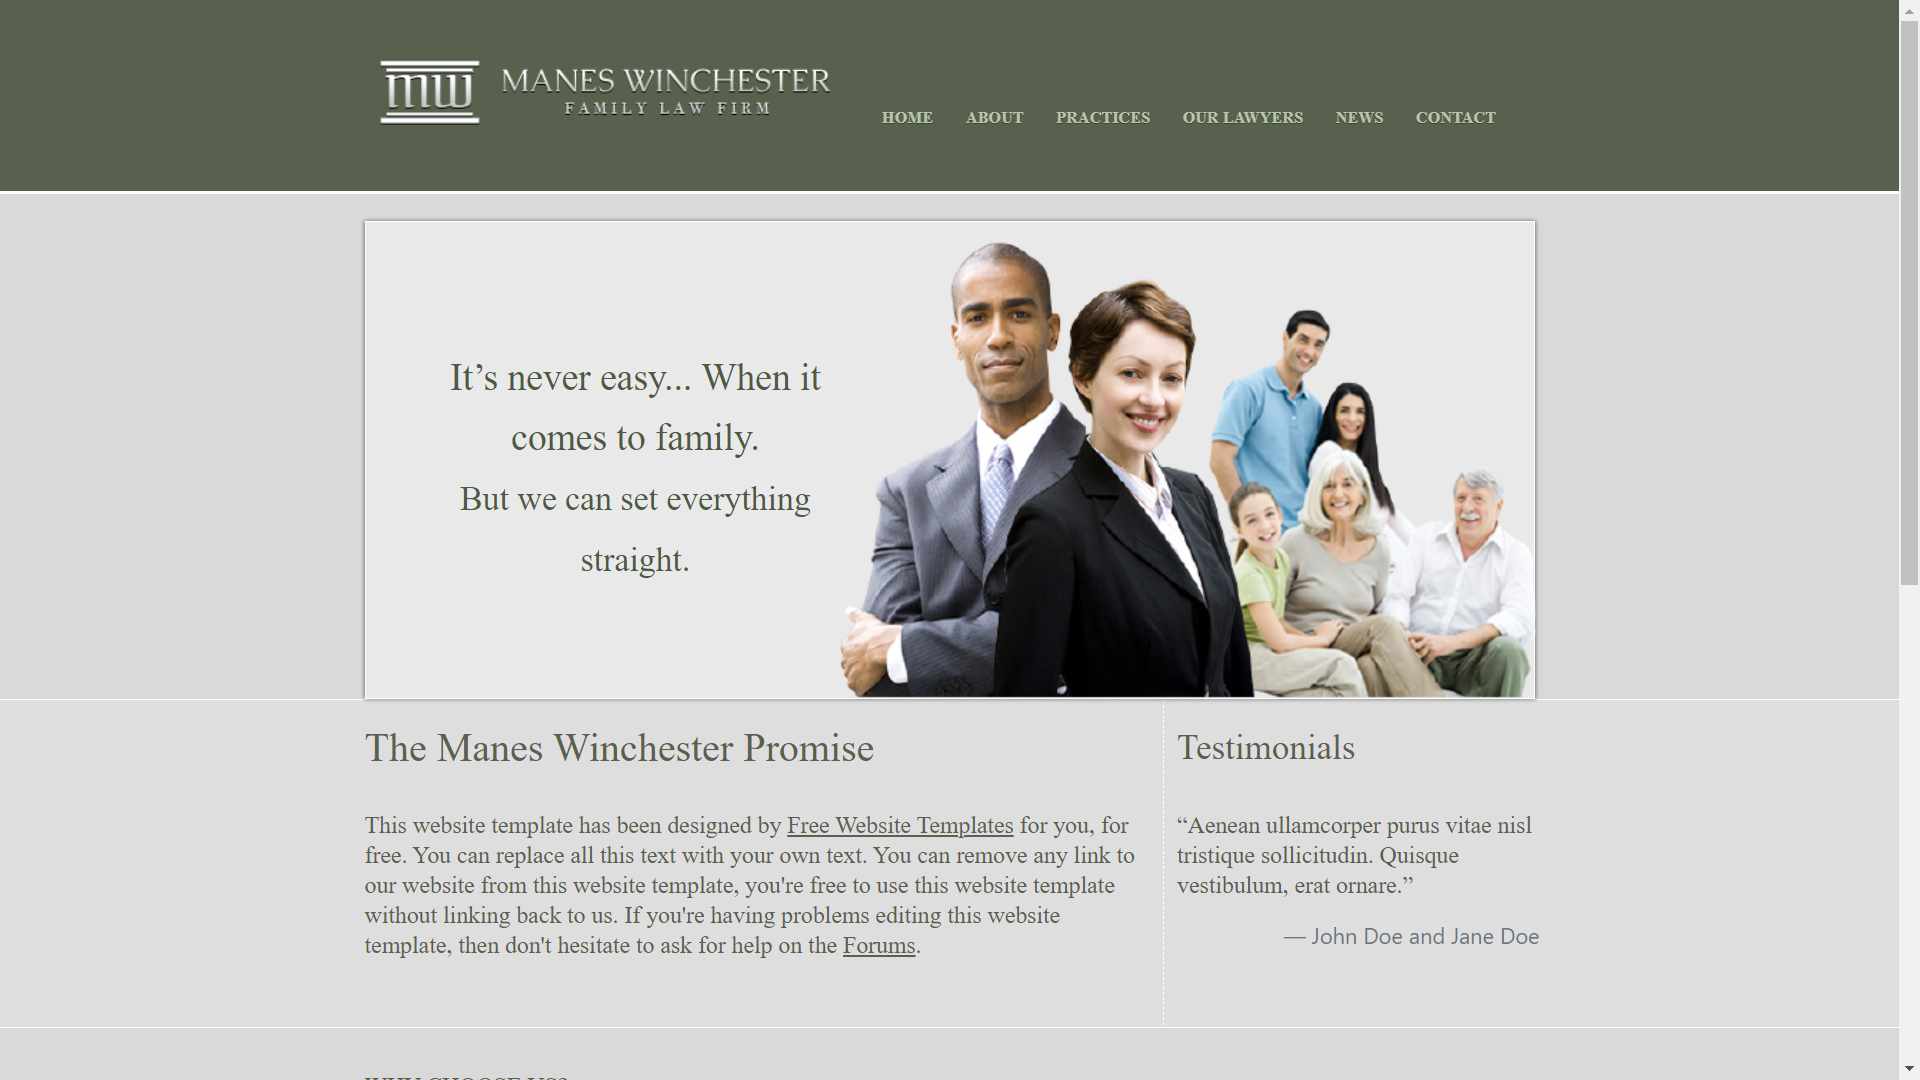 mw MANES WINCHESTER
FAMILY LAW FIRM
HOME ABOUT PRACTICES OUR LAWYERS NEWS CONTACT
It’s never easy... When it
comes to family.
But we can set everything
straight.
The Manes Winchester Promise
This website template has been designed by Free Website Templates for you, for
free. You can replace all this text with your own text. You can remove any link to
our website from this website template, you're free to use this website template
without linking back to us. If you're having problems editing this website
template, then don't hesitate to ask for help on the Forums.
Testimonials
“Aenean ullamcorper purus vitae nisl
tristique sollicitudin. Quisque
vestibulum, erat ornare.”
— John Doe and Jane Doe
WHY CHOOSE US?